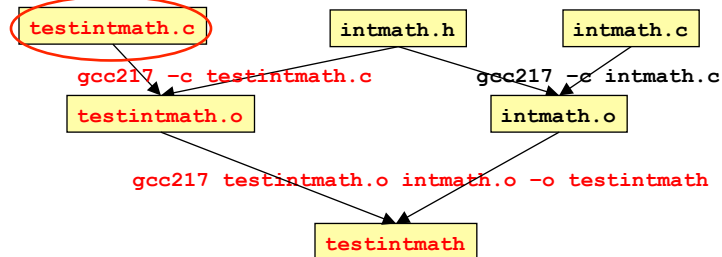 testintmath.c
intmath.h
intmath.c
gcc217 –c testintmath.c
gcc217 –c intmath.c
testintmath.o
intmath.o
gcc217 testintmath.o intmath.o –o testintmath
testintmath